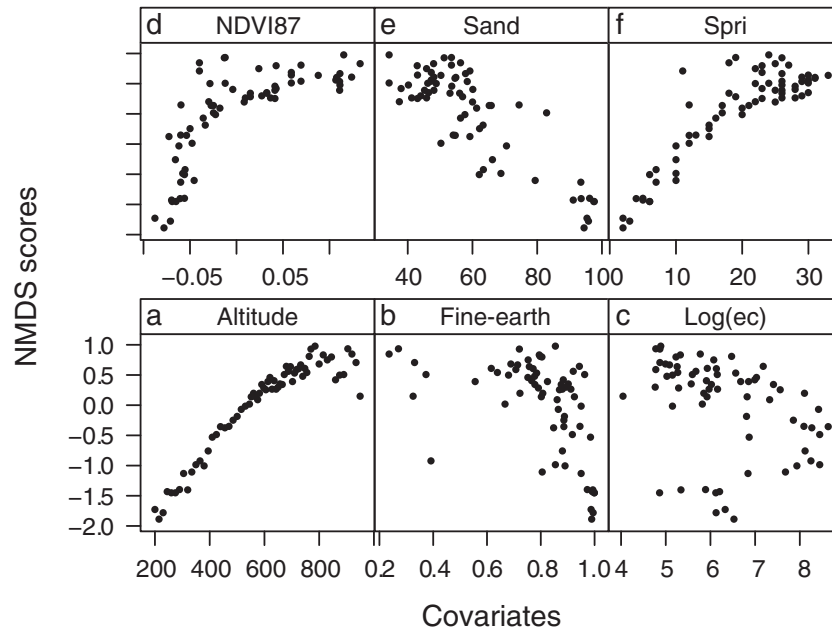 d NDVI87 e Sand f Spri
−0.05 0.05 40 60 80 100 10 20 30
a Altitude b Fine-earth c Log(ec)
1.0
0.5
0.0
−0.5
−1.0
−1.5
−2.0
200 400 600 800 0.2 0.4 0.6 0.8 1.0 4 5 6 7 8
NMDS scores
Covariates